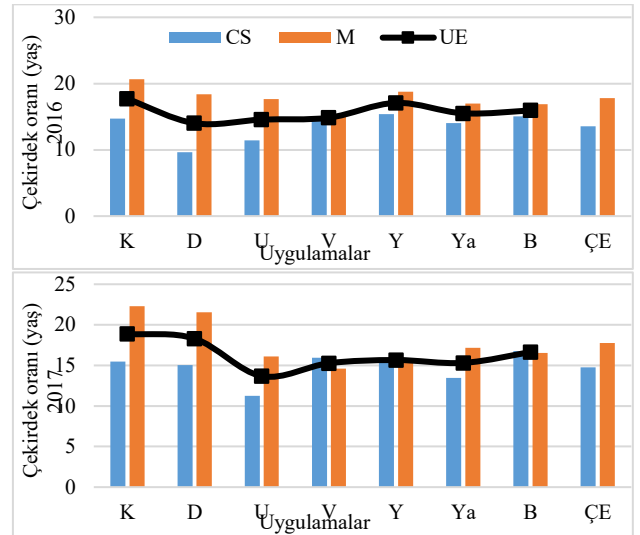 CS M UE
Çekirdek oranı (yaş)
2016
30
20
10
0
K D U V Y Ya B ÇE
Uygulamalar
Çekirdek oranı (yaş)
2017
25
20
15
10
5
0
K D U V Y Ya B ÇE
Uygulamalar